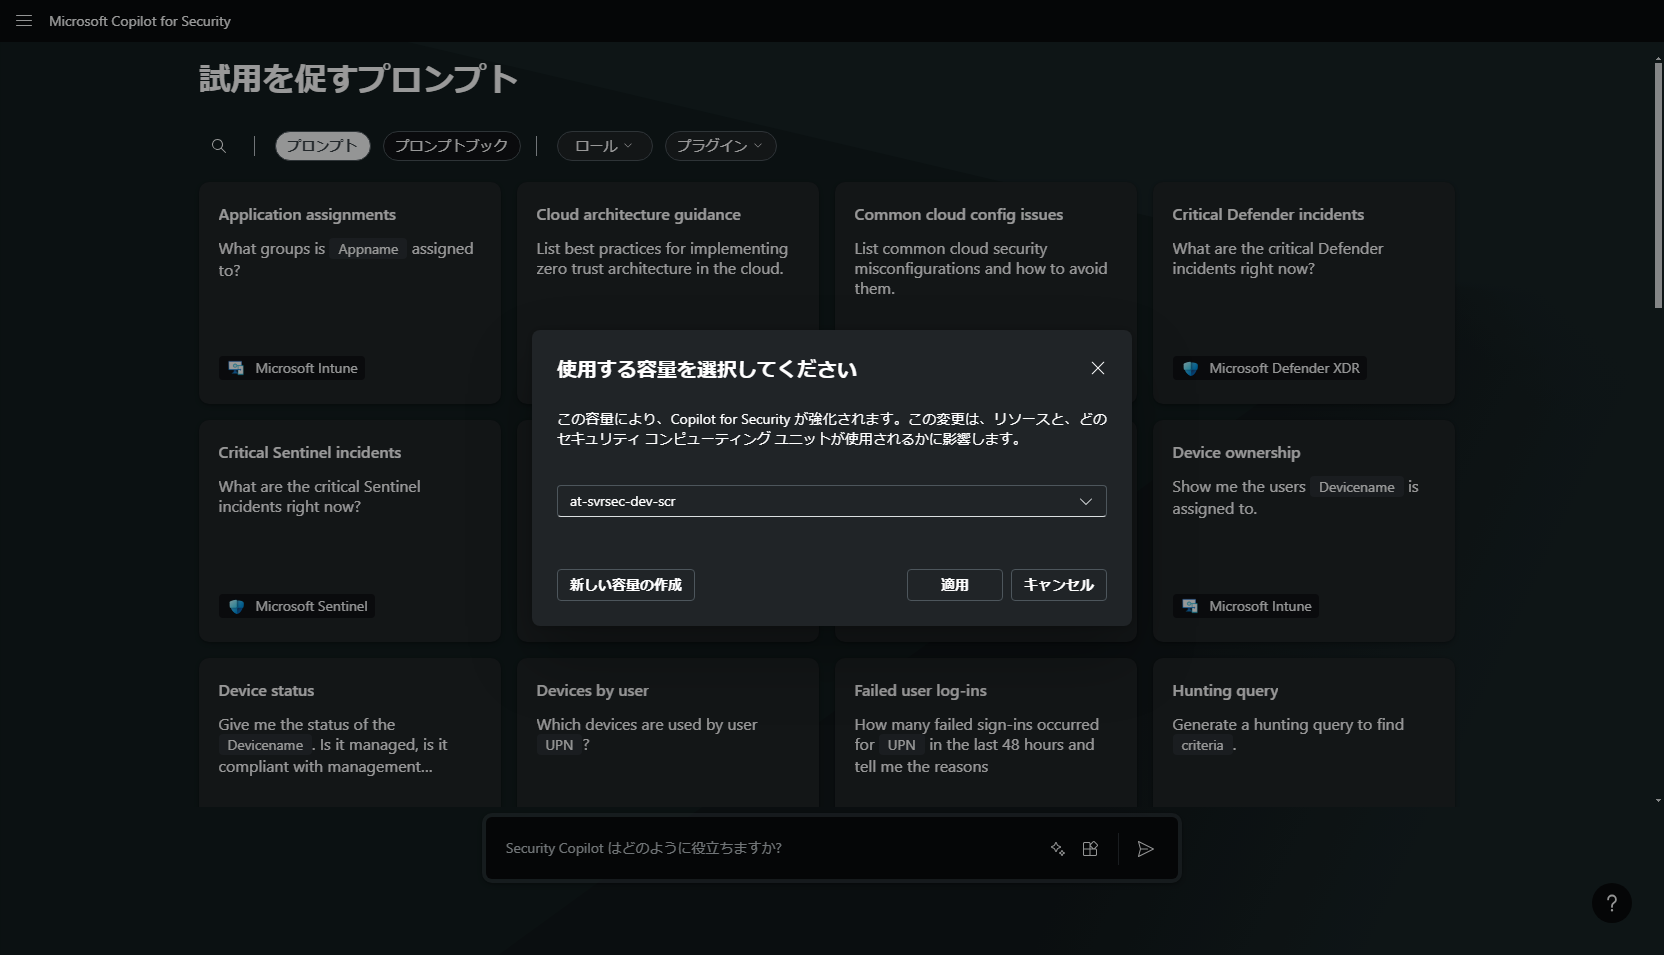 Microsoft Copilot for Security
試用を促すプロンプト
プロンプト
プロンプトブック
ロール
プラグイン
Application assignments
What groups is Appname assigned
to?
Microsoft Intune
Cloud architecture guidance
List best practices for implementing
zero trust architecture in the cloud.
Common cloud config issues
List common cloud security
misconfigurations and how to avoid
them.
Critical Defender incidents
What are the critical Defender
incidents right now?
Microsoft Defender XDR
使用する容量を選択してください
この容量により、Copilot for Security が強化されます。この変更は、リソースと、どの
セキュリティ コンピューティング ユニットが使用されるかに影響します。
at-svrsec-dev-scr
新しい容量の作成
適用
キャンセル
Critical Sentinel incidents
What are the critical Sentinel
incidents right now?
Microsoft Sentinel
Device ownership
Show me the users Devicename is
assigned to.
Microsoft Intune
Device status
Give me the status of the
Devicename . Is it managed, is it
compliant with management...
Devices by user
Which devices are used by user
UPN ?
Failed user log-ins
How many failed sign-ins occurred
for UPN in the last 48 hours and
tell me the reasons
Hunting query
Generate a hunting query to find
criteria .
Security Copilot はどのように役立ちますか?
?